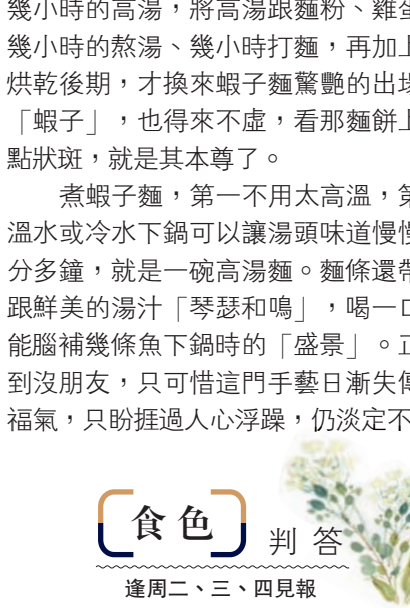 幾小時的高湯，將高湯跟麵粉、雞蛋
幾小時的熬湯、幾小時打麵，再加上
烘乾後期，才換來蝦子麵驚艷的出場
「蝦子」，也得來不虛，看那麵餅上
點狀斑，就是其本尊了。
煮蝦子麵，第一不用太高溫，第
溫水或冷水下鍋可以讓湯頭味道慢慢
分多鐘，就是一碗高湯麵。麵條還帶
跟鮮美的湯汁「琴瑟和鳴」，喝一口
能腦補幾條魚下鍋時的「盛景」。正
到沒朋友，只可惜這門手藝日漸失傳
福氣，只盼捱過人心浮躁，仍淡定不
食色 判答
逢周二、三、四見報